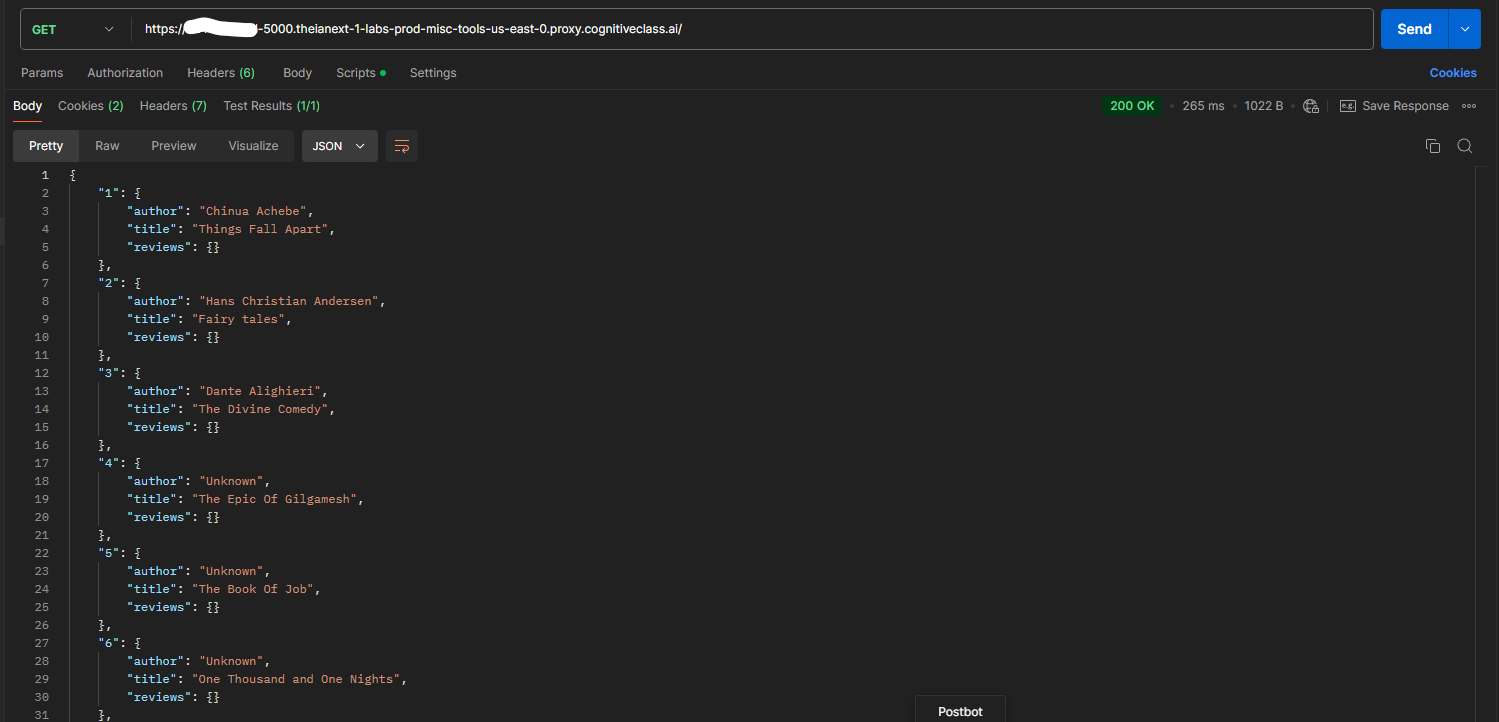 GET https://-5000.theianext-1-labs-prod-misc-tools-us-east-0.proxy.cognitiveclass.ai/ Send
Params Authorization Headers (6) Body Scripts Settings Cookies
Body Cookies (2) Headers (7) Test Results (1/1) 200 OK 265 ms 1022 B e.g. Save Response
Pretty Raw Preview Visualize JSON
1 {
2 "1": {
3 "author": "Chinua Achebe",
4 "title": "Things Fall Apart",
5 "reviews": {}
6 },
7 "2": {
8 "author": "Hans Christian Andersen",
9 "title": "Fairy tales",
10 "reviews": {}
11 },
12 "3": {
13 "author": "Dante Alighieri",
14 "title": "The Divine Comedy",
15 "reviews": {}
16 },
17 "4": {
18 "author": "Unknown",
19 "title": "The Epic Of Gilgamesh",
20 "reviews": {}
21 },
22 "5": {
23 "author": "Unknown",
24 "title": "The Book Of Job",
25 "reviews": {}
26 },
27 "6": {
28 "author": "Unknown",
29 "title": "One Thousand and One Nights",
30 "reviews": {}
31 },
Postbot